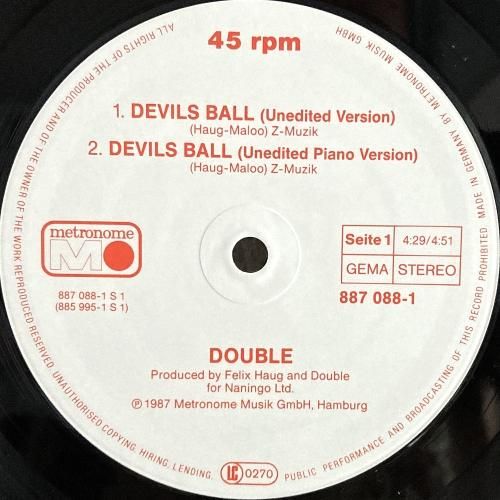 45 rpm
1. DEVILS BALL (Unedited Version)
(Haug-Maloo) Z-Muzik
2. DEVILS BALL (Unedited Piano Version)
(Haug-Maloo) Z-Muzik
metronome
M
887 088-1 S 1
(885 995-1 S 1)
Seite 1 4:29/4:51
GEMA STEREO
887 088-1
DOUBLE
Produced by Felix Haug and Double
for Naningo Ltd.
℗ 1987 Metronome Musik GmbH, Hamburg
LC 0270
ALL RIGHTS OF THE PRODUCER AND OF THE OWNER OF THE WORK REPRODUCED RESERVED. UNAUTHORISED COPYING, HIRING, LENDING, PUBLIC PERFORMANCE AND BROADCASTING OF THIS RECORD PROHIBITED. MADE IN GERMANY BY METRONOME MUSIK GMBH